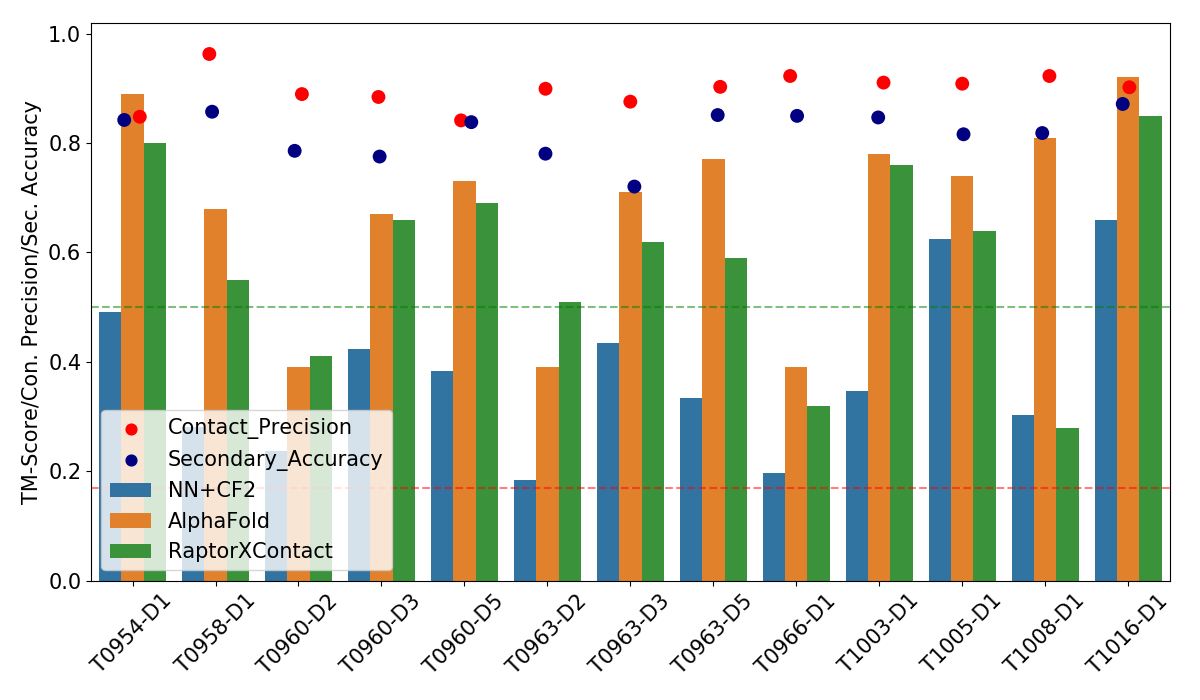 TM-Score/Con. Precision/Sec. Accuracy
1.0
0.8
0.6
0.4
0.2
0.0
Contact_Precision
Secondary_Accuracy
NN+CF2
AlphaFold
RaptorXContact
T0954-D1
T0958-D1
T0960-D2
T0960-D3
T0960-D5
T0963-D2
T0963-D3
T0963-D5
T0966-D1
T1003-D1
T1005-D1
T1008-D1
T1016-D1